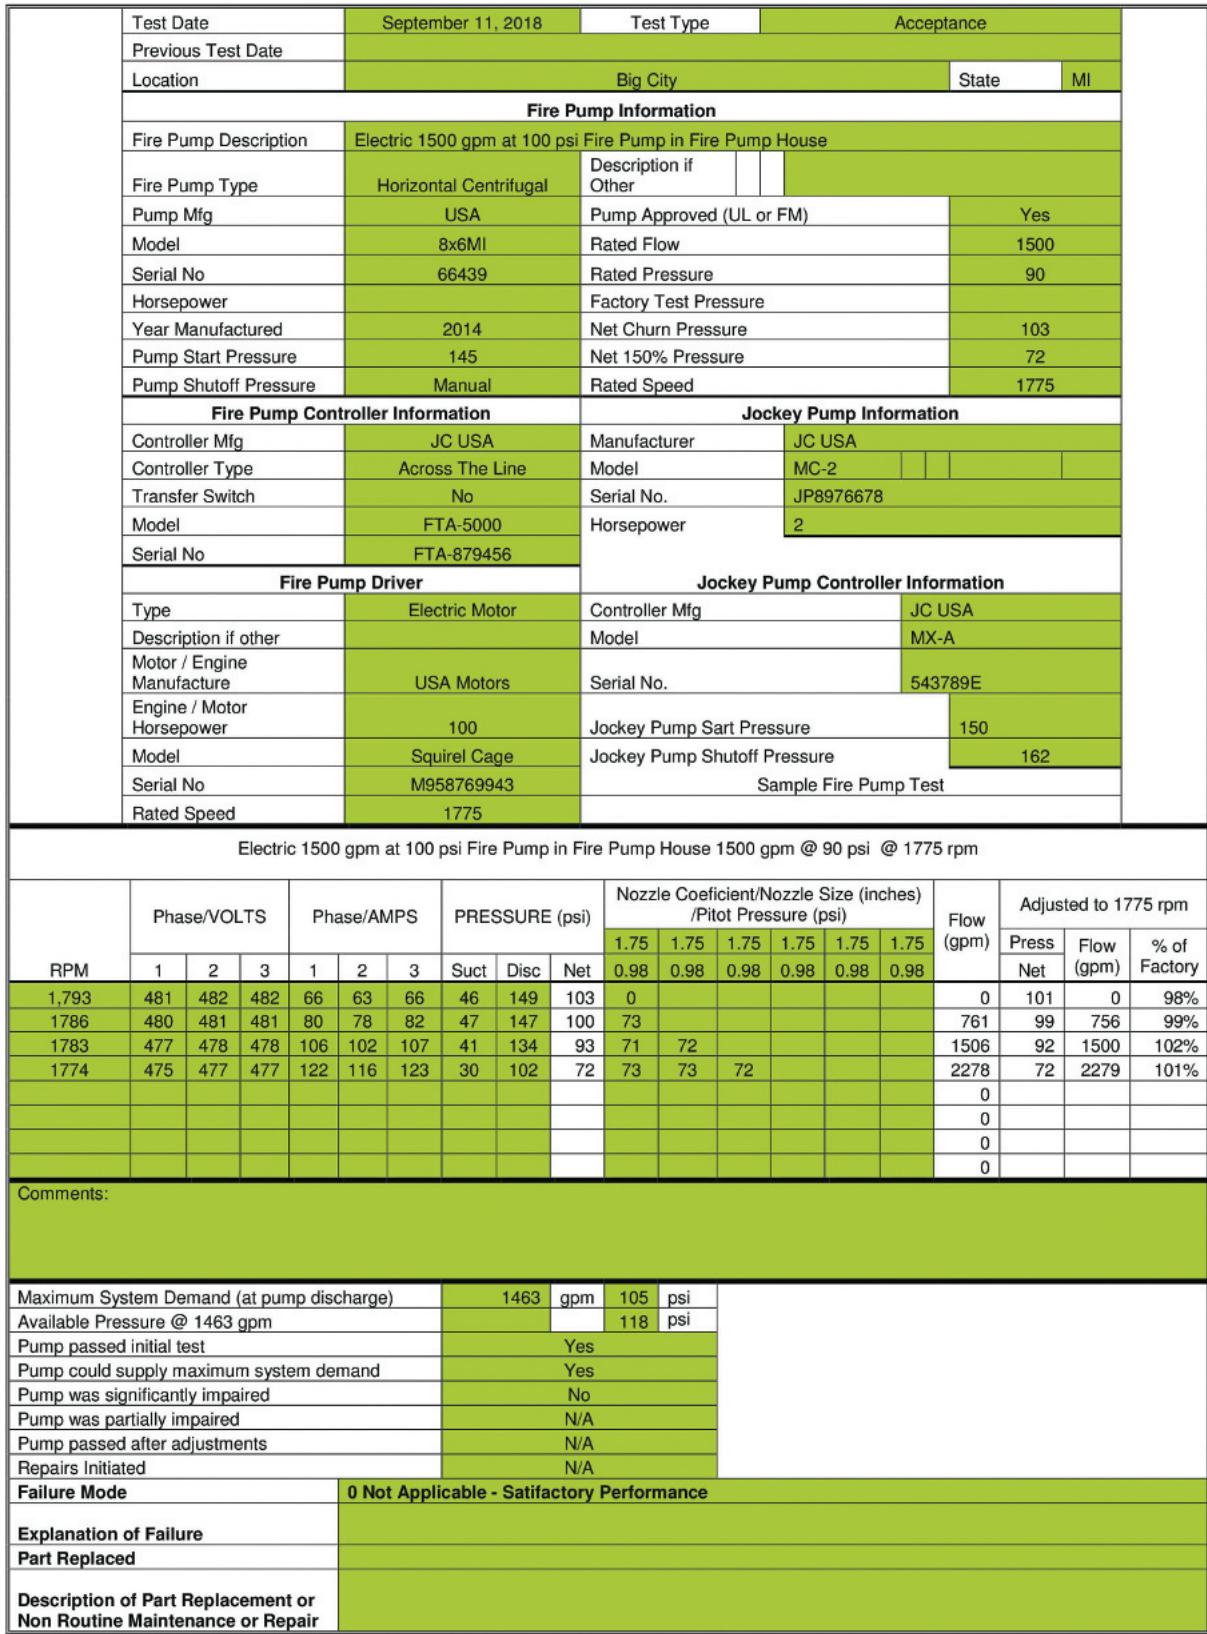 Test Date September 11, 2018 Test Type Acceptance
Previous Test Date
Location Big City State MI
Fire Pump Information
Fire Pump Description Electric 1500 gpm at 100 psi Fire Pump in Fire Pump House
Fire Pump Type Horizontal Centrifugal Description if Other
Pump Mfg USA Pump Approved (UL or FM) Yes
Model 8x6MI Rated Flow 1500
Serial No 66439 Rated Pressure 90
Horsepower Factory Test Pressure
Year Manufactured 2014 Net Churn Pressure 103
Pump Start Pressure 145 Net 150% Pressure 72
Pump Shutoff Pressure Manual Rated Speed 1775
Fire Pump Controller Information Jockey Pump Information
Controller Mfg JC USA Manufacturer JC USA
Controller Type Across The Line Model MC-2
Transfer Switch No Serial No. JP8976678
Model FTA-5000 Horsepower 2
Serial No FTA-879456
Fire Pump Driver Jockey Pump Controller Information
Type Electric Motor Controller Mfg JC USA
Description if other Model MX-A
Motor / Engine Manufacture USA Motors Serial No. 543789E
Engine / Motor Horsepower 100 Jockey Pump Sart Pressure 150
Model Squirel Cage Jockey Pump Shutoff Pressure 162
Serial No M958769943 Sample Fire Pump Test
Rated Speed 1775
Electric 1500 gpm at 100 psi Fire Pump in Fire Pump House 1500 gpm @ 90 psi @ 1775 rpm
Phase/VOLTS Phase/AMPS PRESSURE (psi) Nozzle Coeficient/Nozzle Size (inches) /Pitot Pressure (psi) Flow (gpm) Adjusted to 1775 rpm
1.75 1.75 1.75 1.75 1.75 1.75 Press Flow (gpm) % of Factory
RPM 1 2 3 1 2 3 Suct Disc Net 0.98 0.98 0.98 0.98 0.98 0.98 Net
1,793 481 482 482 66 63 66 46 149 103 0 0 101 0 98%
1786 480 481 481 80 78 82 47 147 100 73 761 99 756 99%
1783 477 478 478 106 102 107 41 134 93 71 72 1506 92 1500 102%
1774 475 477 477 122 116 123 30 102 72 73 73 72 2278 72 2279 101%
0
0
0
0
Comments:
Maximum System Demand (at pump discharge) 1463 gpm 105 psi
Available Pressure @ 1463 gpm 118 psi
Pump passed initial test Yes
Pump could supply maximum system demand Yes
Pump was significantly impaired No
Pump was partially impaired N/A
Pump passed after adjustments N/A
Repairs Initiated N/A
Failure Mode 0 Not Applicable - Satifactory Performance
Explanation of Failure
Part Replaced
Description of Part Replacement or
Non Routine Maintenance or Repair